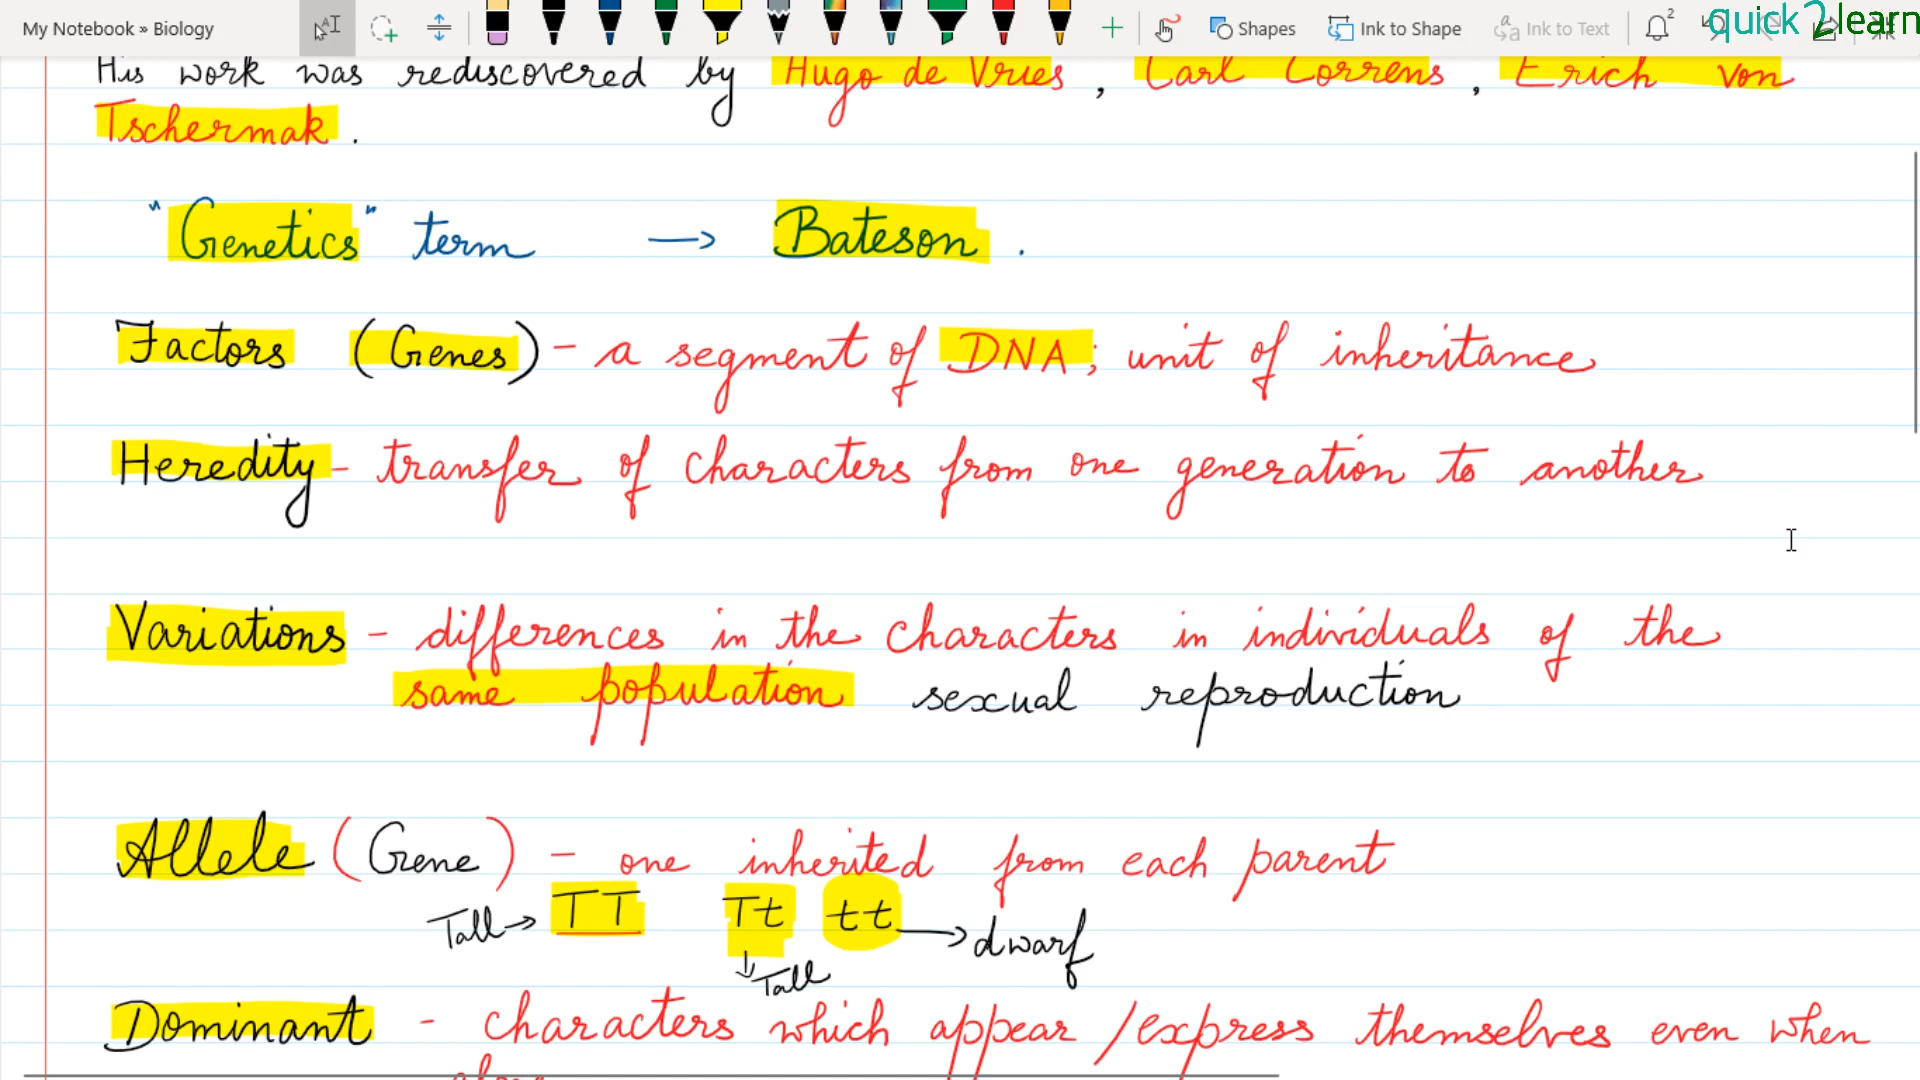 My Notebook » Biology
Shapes
Ink to Shape
Ink to Text
2
quick2learn
His work was rediscovered by Hugo de Vries , Carl Correns , Erich von
Tschermak .
"Genetics" term → Bateson .
Factors (Genes) - a segment of DNA; unit of inheritance
Heredity - transfer of characters from one generation to another
Variations - differences in the characters in individuals of the
same population sexual reproduction
Allele (Gene) - one inherited from each parent
Tall → TT Tt tt → dwarf
↓ Tall
Dominant - characters which appear /express themselves even when